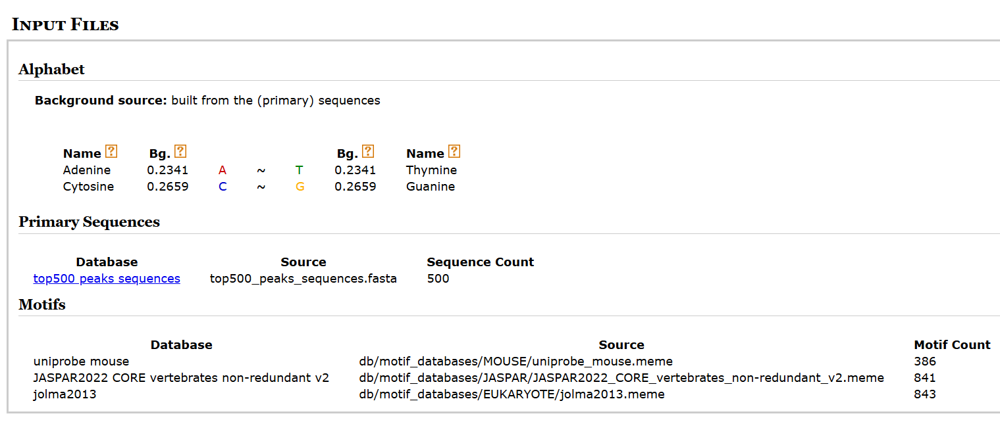 INPUT FILES
Alphabet
Background source: built from the (primary) sequences
Name ? Bg. ? Bg. ? Name ?
Adenine 0.2341 A ~ T 0.2341 Thymine
Cytosine 0.2659 C ~ G 0.2659 Guanine
Primary Sequences
Database Source Sequence Count
top500 peaks sequences top500_peaks_sequences.fasta 500
Motifs
Database Source Motif Count
uniprobe mouse db/motif_databases/MOUSE/uniprobe_mouse.meme 386
JASPAR2022 CORE vertebrates non-redundant v2 db/motif_databases/JASPAR/JASPAR2022_CORE_vertebrates_non-redundant_v2.meme 841
jolma2013 db/motif_databases/EUKARYOTE/jolma2013.meme 843